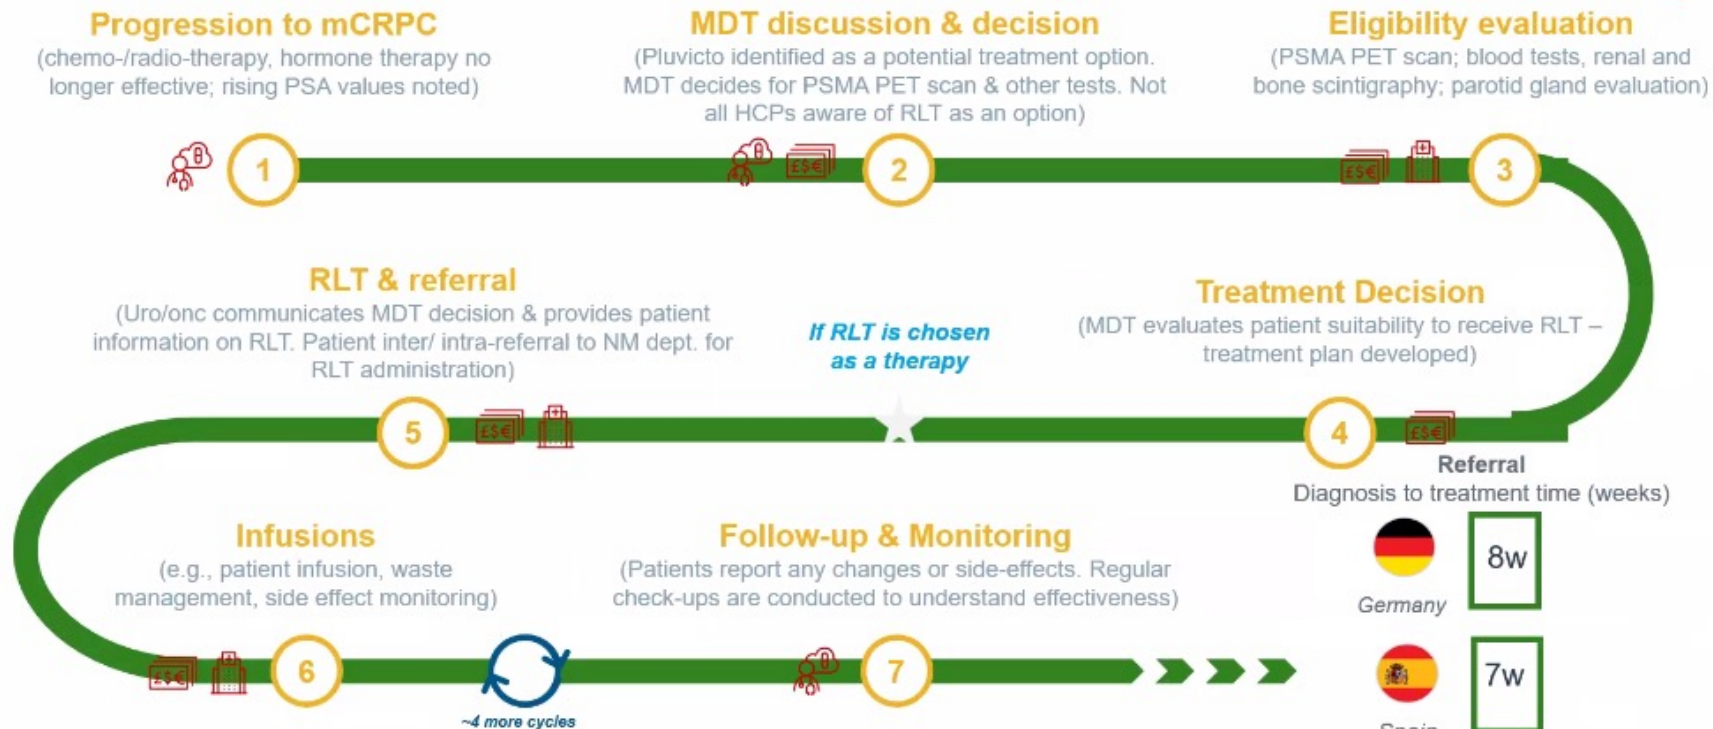 Progression to mCRPC
(chemo-/radio-therapy, hormone therapy no
longer effective; rising PSA values noted)
MDT discussion & decision
(Pluvicto identified as a potential treatment option.
MDT decides for PSMA PET scan & other tests. Not
all HCPs aware of RLT as an option)
Eligibility evaluation
(PSMA PET scan; blood tests, renal and
bone scintigraphy; parotid gland evaluation)
1
£$€
2
£$€
3
RLT & referral
(Uro/onc communicates MDT decision & provides patient
information on RLT. Patient inter/ intra-referral to NM dept. for
RLT administration)
If RLT is chosen
as a therapy
Treatment Decision
(MDT evaluates patient suitability to receive RLT –
treatment plan developed)
5
£$€
4
£$€
Referral
Diagnosis to treatment time (weeks)
Germany
8w
Infusions
(e.g., patient infusion, waste
management, side effect monitoring)
Follow-up & Monitoring
(Patients report any changes or side-effects. Regular
check-ups are conducted to understand effectiveness)
£$€
6
~4 more cycles
7
7w
Spain